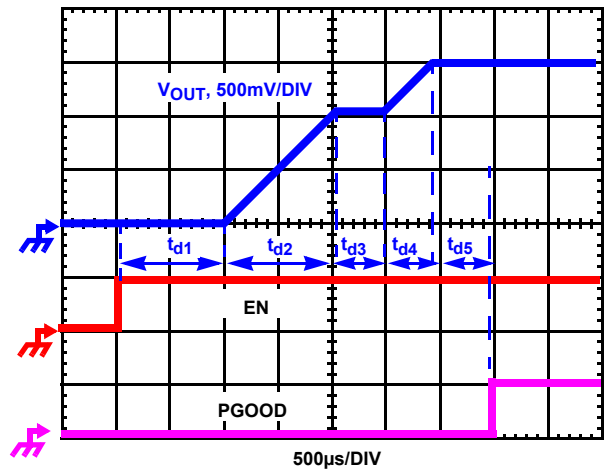 VOUT, 500mV/DIV
td1 td2 td3 td4 td5
EN
PGOOD
500µs/DIV